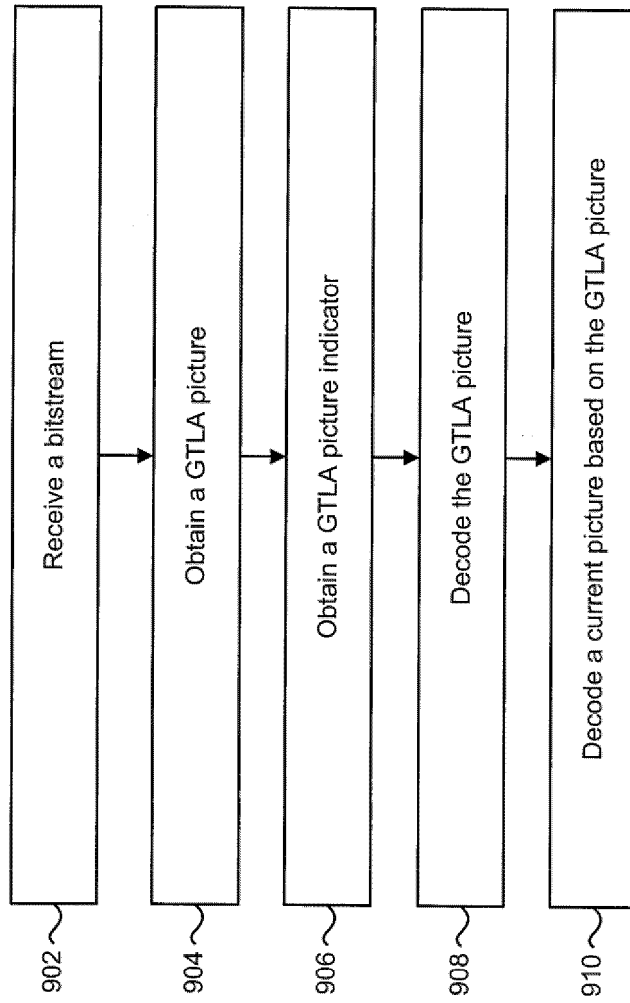 902 Receive a bitstream
904 Obtain a GTLA picture
906 Obtain a GTLA picture indicator
908 Decode the GTLA picture
910 Decode a current picture based on the GTLA picture